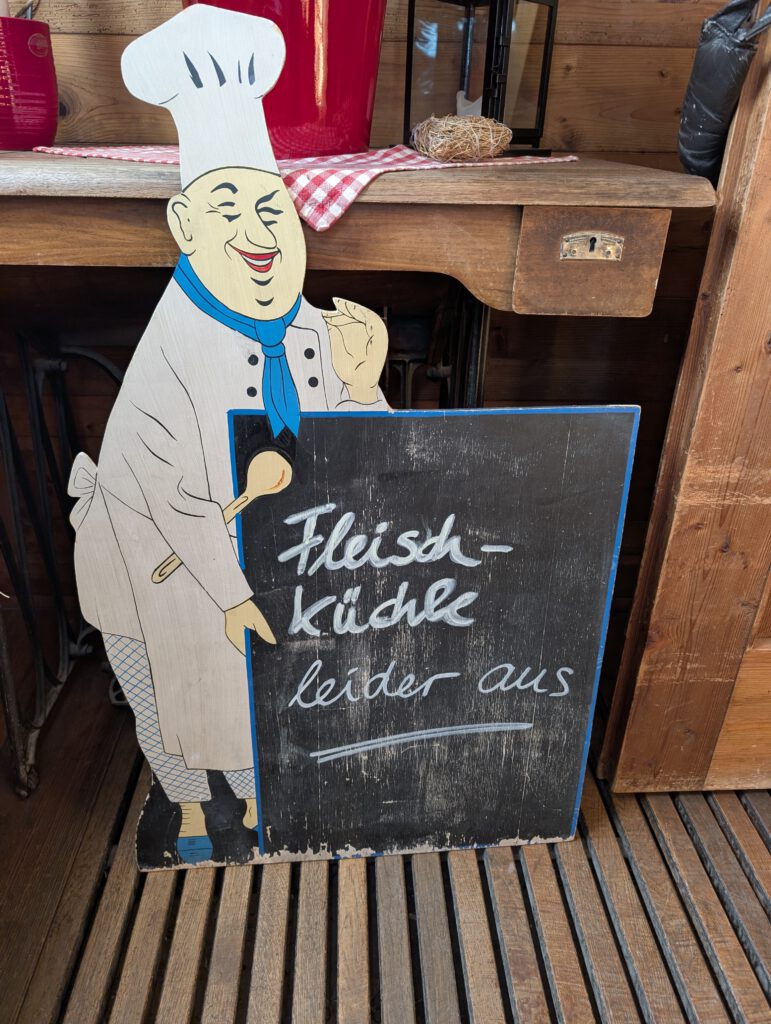 Fleisch-
küchle
leider aus